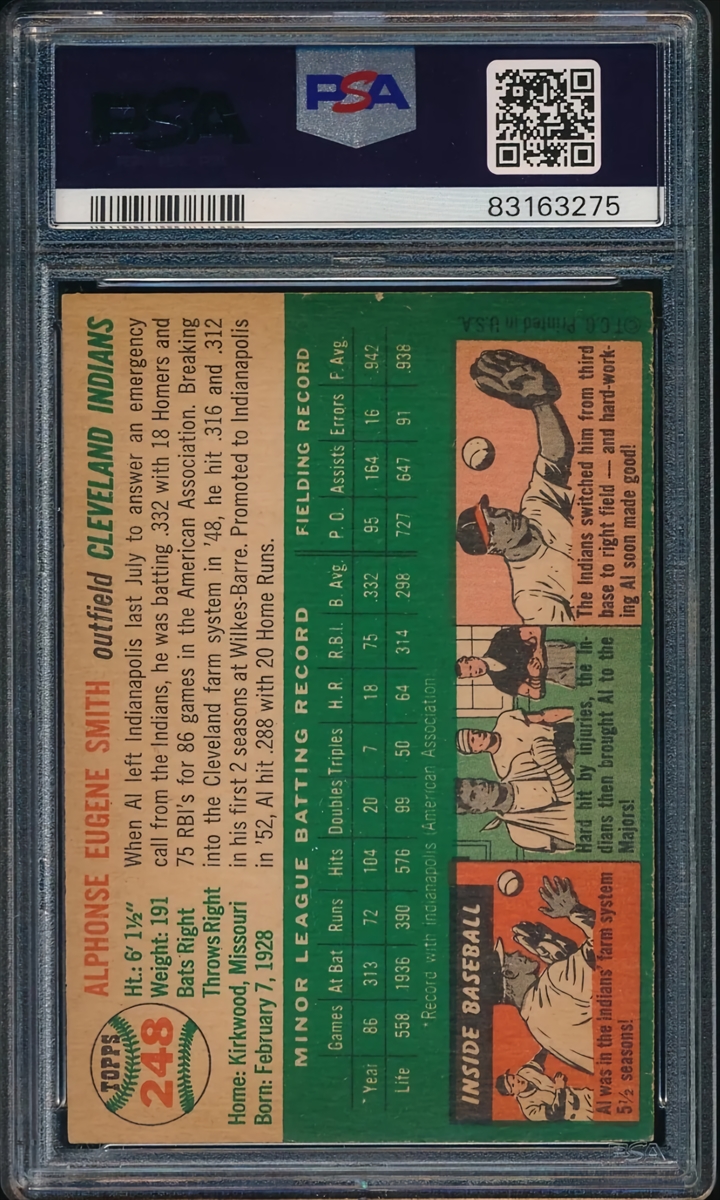 PSA
PSA
83163275
TOPPS
248
ALPHONSE EUGENE SMITH outfield CLEVELAND INDIANS
Ht.: 6' 1½"
Weight: 191
Bats Right
Throws Right
Home: Kirkwood, Missouri
Born: February 7, 1928
When Al left Indianapolis last July to answer an emergency
call from the Indians, he was batting .332 with 18 Homers and
75 RBI's for 86 games in the American Association. Breaking
into the Cleveland farm system in '48, he hit .316 and .312
in his first 2 seasons at Wilkes-Barre. Promoted to Indianapolis
in '52, Al hit .288 with 20 Home Runs.
MINOR LEAGUE BATTING RECORD FIELDING RECORD
Games At Bat Runs Hits Doubles Triples H. R. R.B.I. B. Avg. P. O. Assists Errors F. Avg.
*Year 86 313 72 104 20 7 18 75 .332 95 164 16 .942
Life 558 1936 390 576 99 50 64 314 298 727 647 91 .938
*Record with Indianapolis (American Association)
INSIDE BASEBALL
Al was in the Indians' farm system
5½ seasons!
Hard hit by injuries, the In-
dians then brought Al to the
Majors!
The Indians switched him from third
base to right field — and hard-work-
ing Al soon made good!
©T.C.G. Printed in U.S.A.
PSA